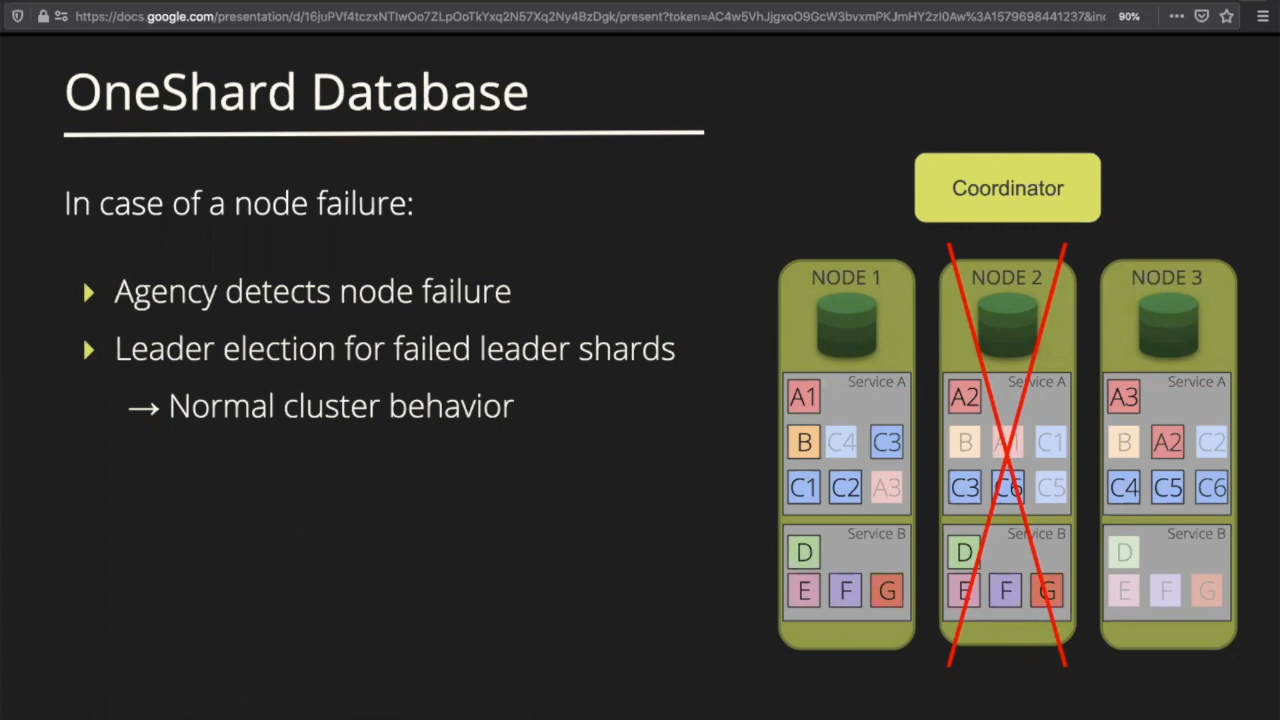 https://docs.google.com/presentation/d/16juPVf4tczxNTIwOo7ZLpOoTkYxq2N57Xq2Ny4BzDgk/present?token=AC4w5VhJjgxoO9GcW3bvxmPKJmHY2zI0Aw%3A1579698441237&in 90%
OneShard Database
In case of a node failure:
Agency detects node failure
Leader election for failed leader shards
→ Normal cluster behavior
Coordinator
NODE 1
Service A
A1
B C4 C3
C1 C2 A3
Service B
D
E F G
NODE 2
Service A
A2
B A1 C1
C3 C6 C5
Service B
D
E F G
NODE 3
Service A
A3
B A2 C2
C4 C5 C6
Service B
D
E F G